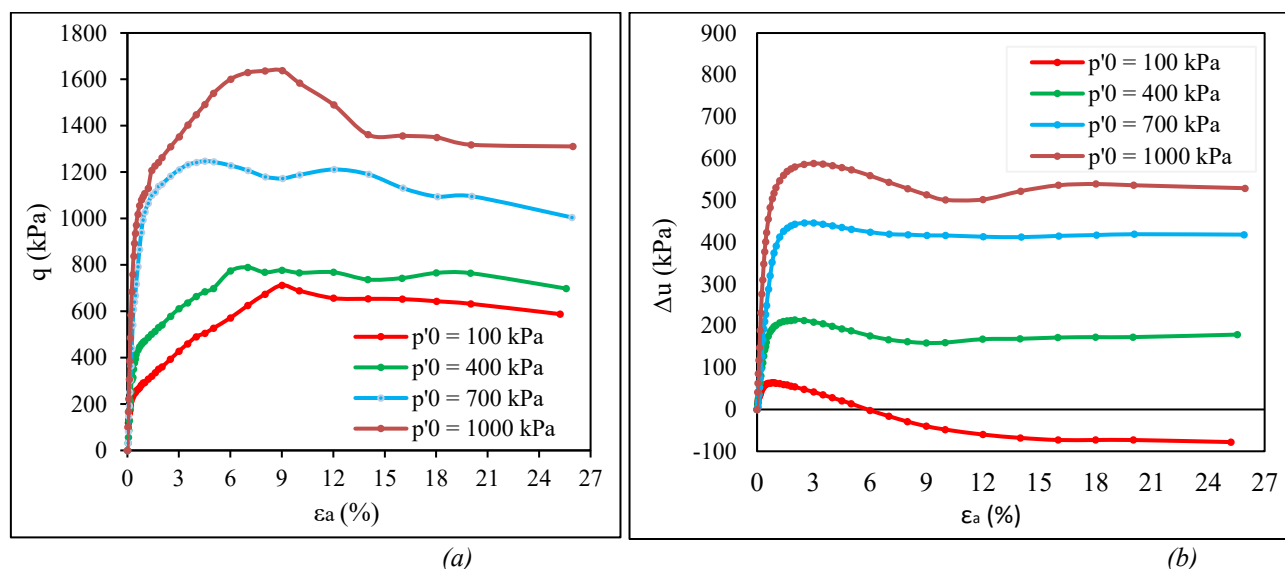 1800
1600
1400
1200
1000
800
600
400
200
0
q (kPa)
p'0 = 100 kPa
p'0 = 400 kPa
p'0 = 700 kPa
p'0 = 1000 kPa
0 3 6 9 12 15 18 21 24 27
εa (%)
(a)
900
800
700
600
500
400
300
200
100
0
-100
Δu (kPa)
p'0 = 100 kPa
p'0 = 400 kPa
p'0 = 700 kPa
p'0 = 1000 kPa
0 3 6 9 12 15 18 21 24 27
εa (%)
(b)